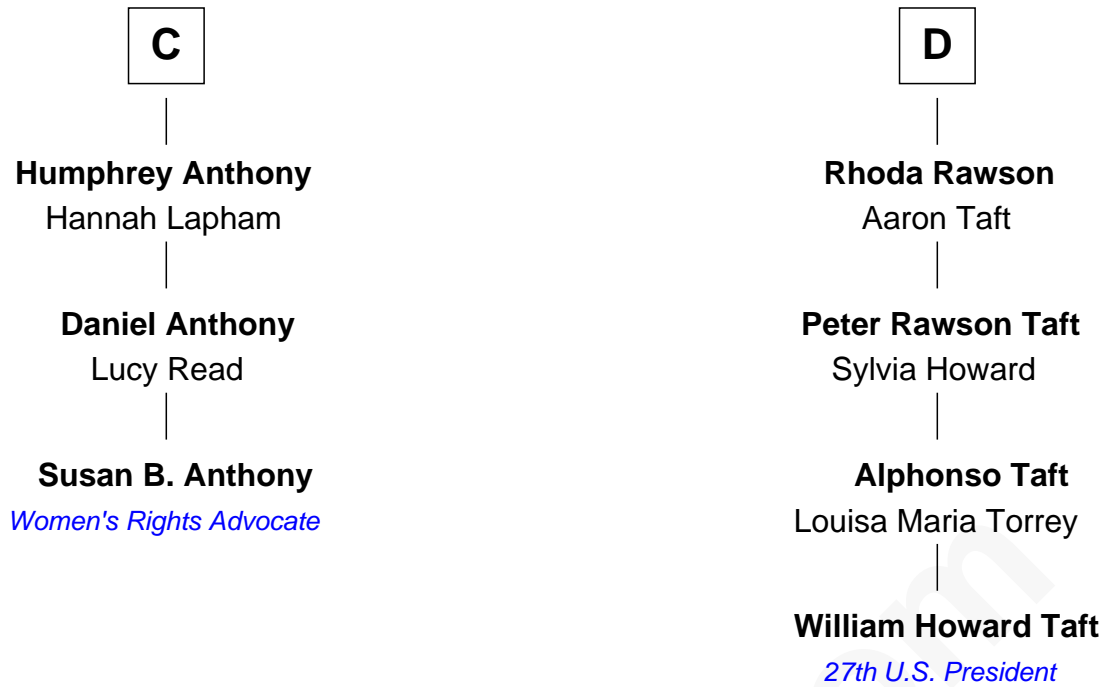 C
Humphrey Anthony
Hannah Lapham
Daniel Anthony
Lucy Read
Susan B. Anthony
Women's Rights Advocate
D
Rhoda Rawson
Aaron Taft
Peter Rawson Taft
Sylvia Howard
Alphonso Taft
Louisa Maria Torrey
William Howard Taft
27th U.S. President